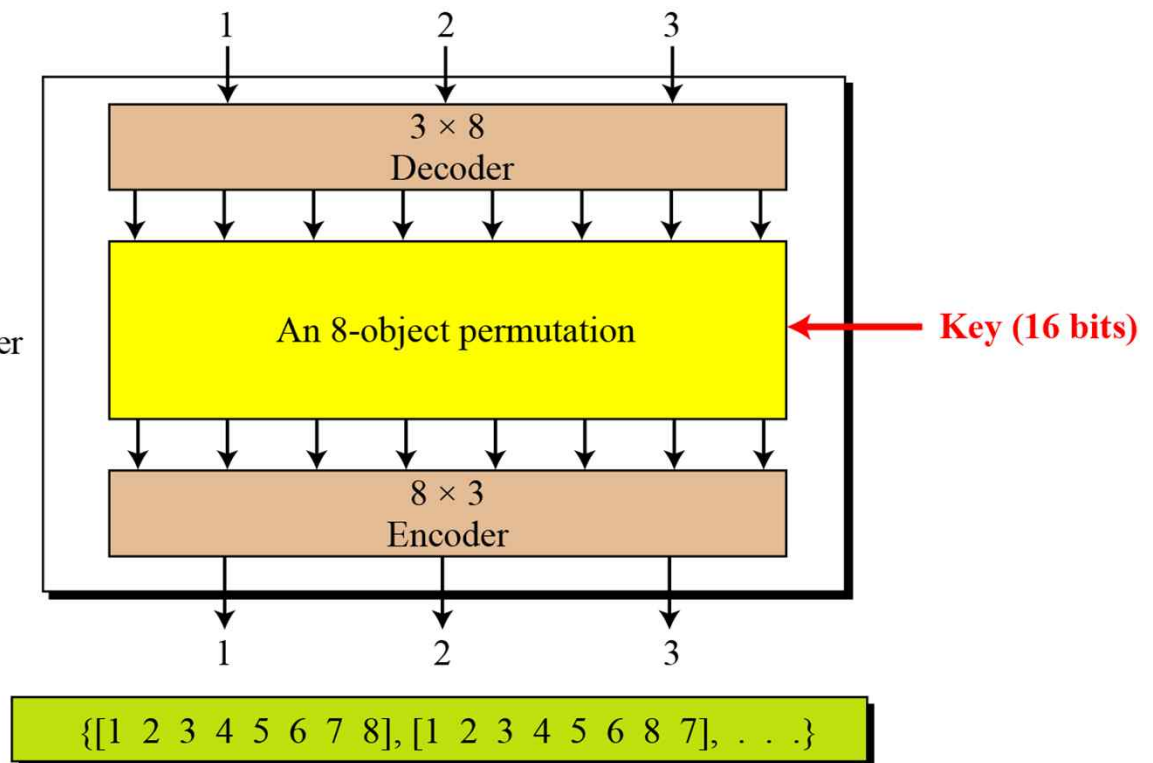 1 2 3
3 × 8
Decoder
An 8-object permutation
er
Key (16 bits)
8 × 3
Encoder
1 2 3
{[1 2 3 4 5 6 7 8], [1 2 3 4 5 6 8 7], . . .}